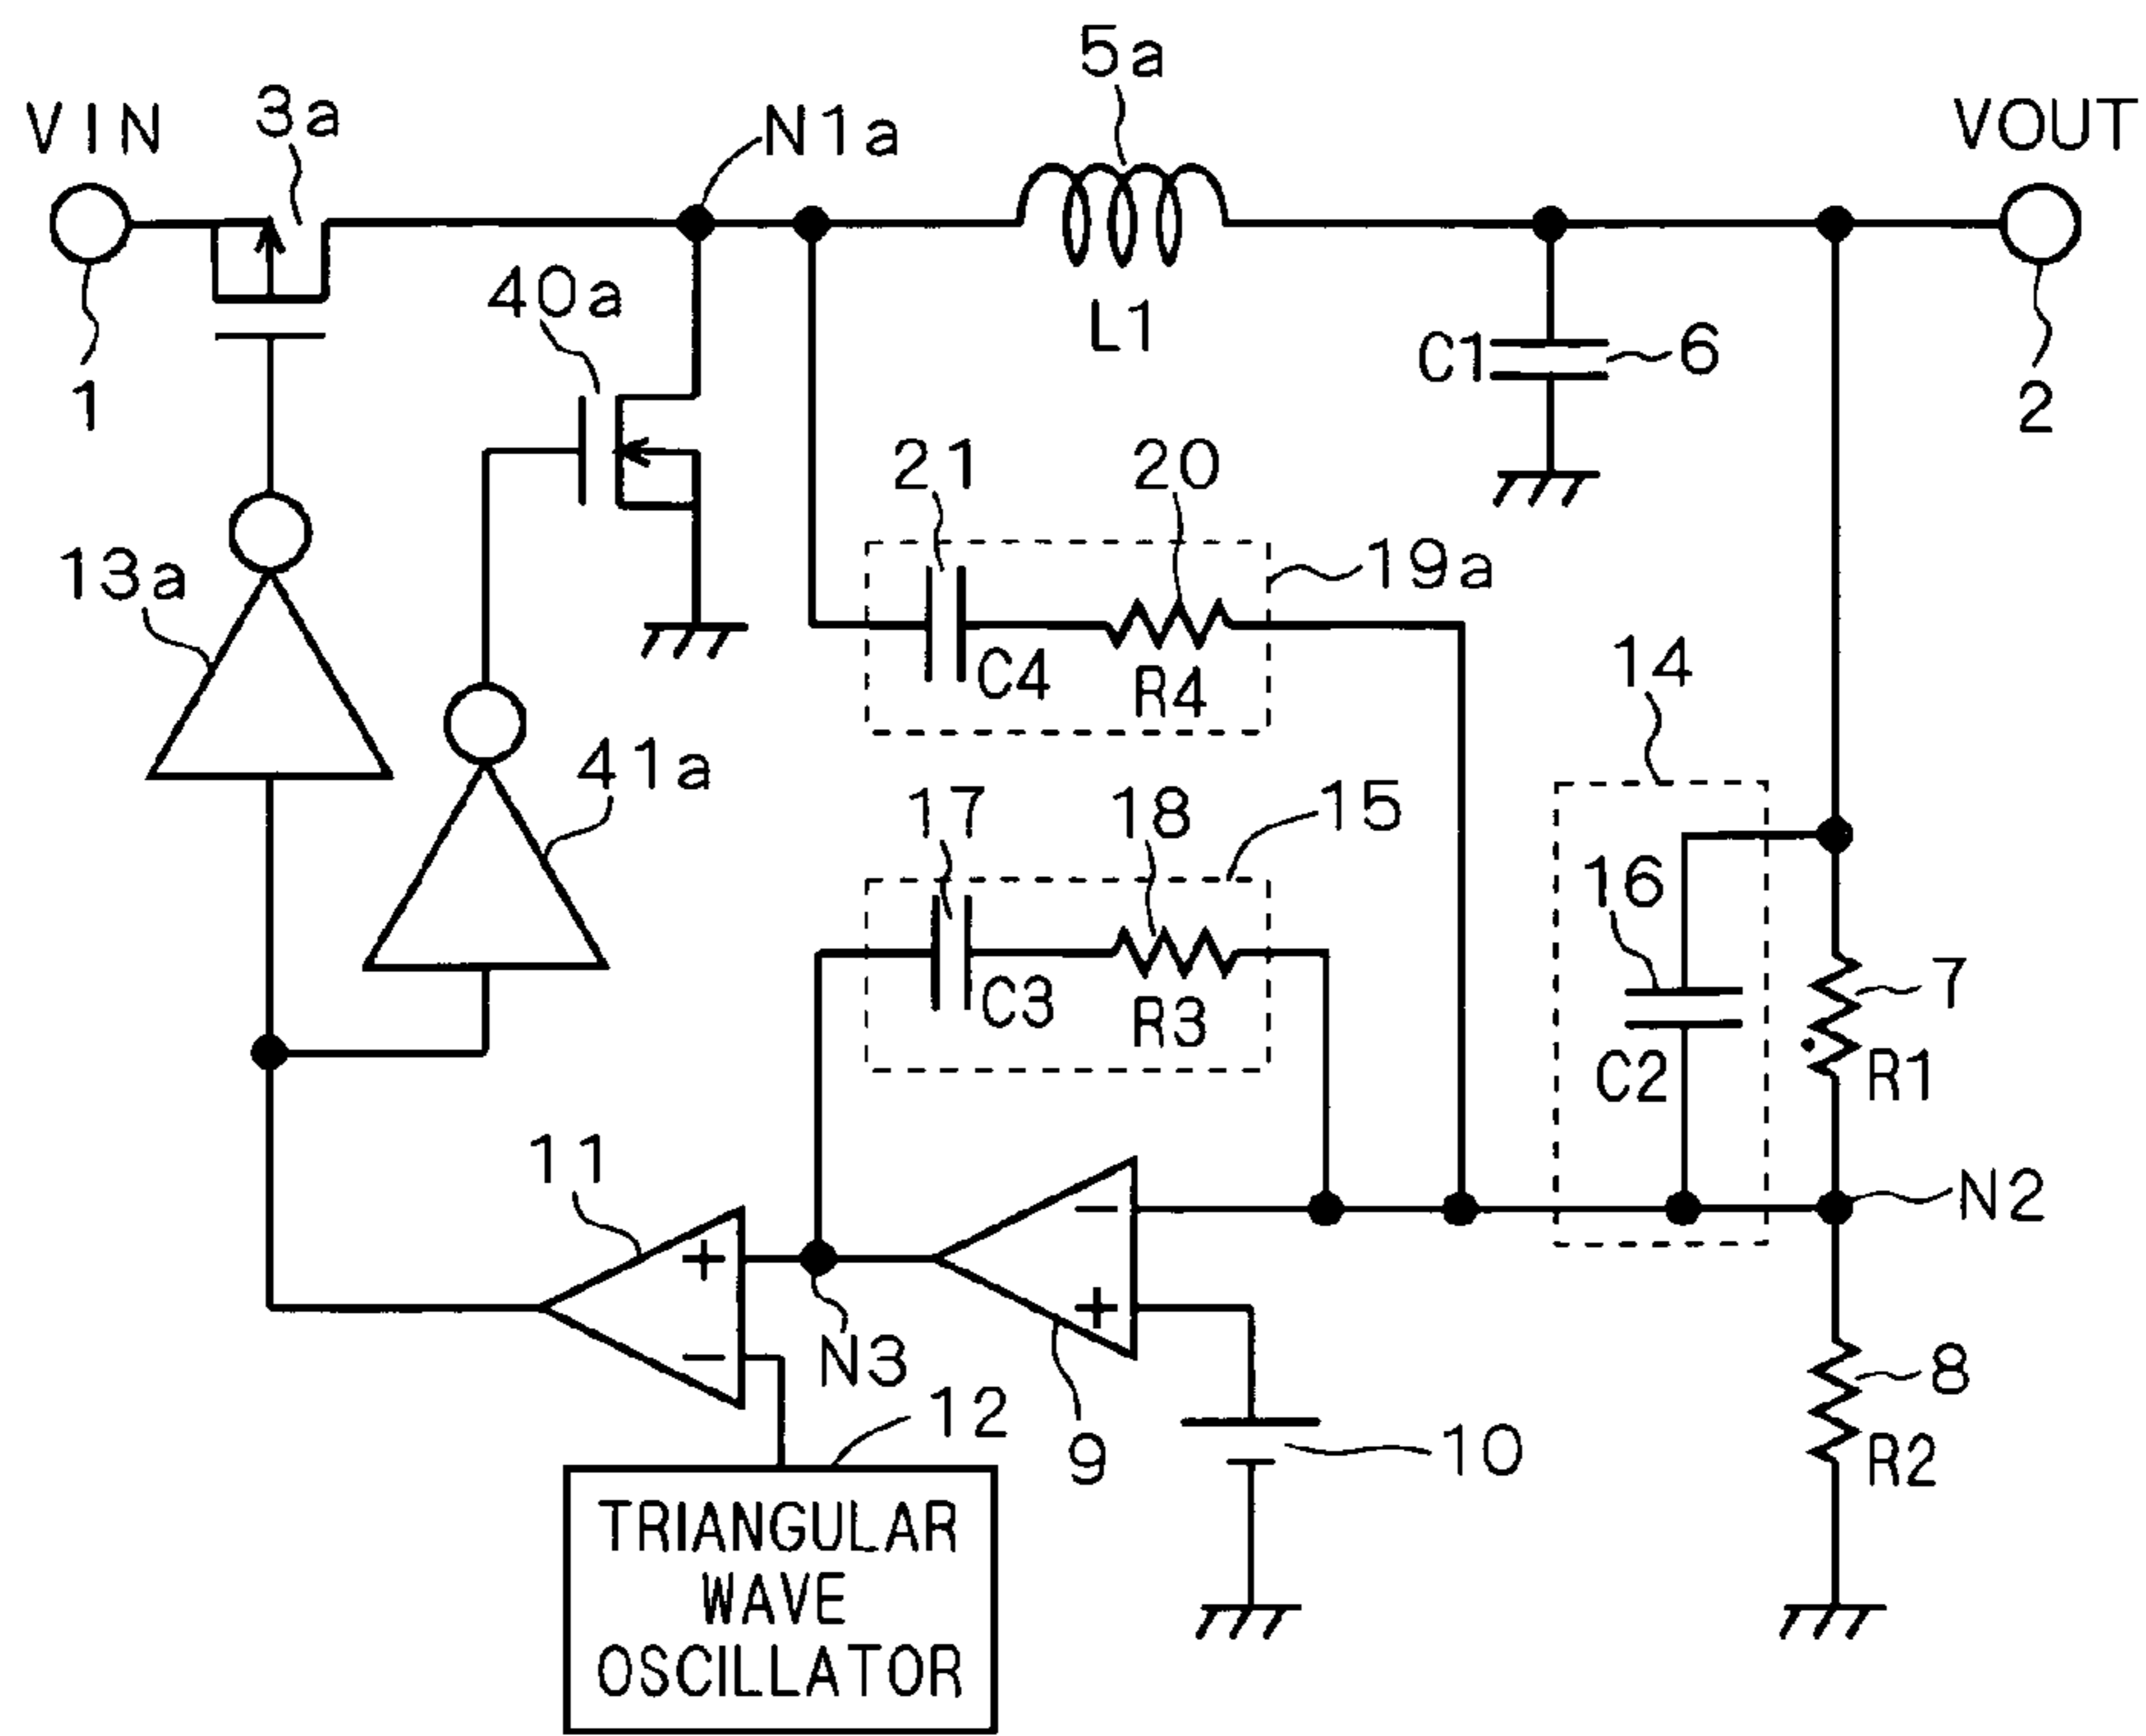 5a
VIN
3a
N1a
VOUT
40a
L1
C1
6
1
2
21
20
13a
19a
C4
R4
14
41a
17
18
15
16
7
C3
R3
C2
R1
11
N2
+
−
−
+
N3
8
12
9
10
R2
TRIANGULAR
WAVE
OSCILLATOR